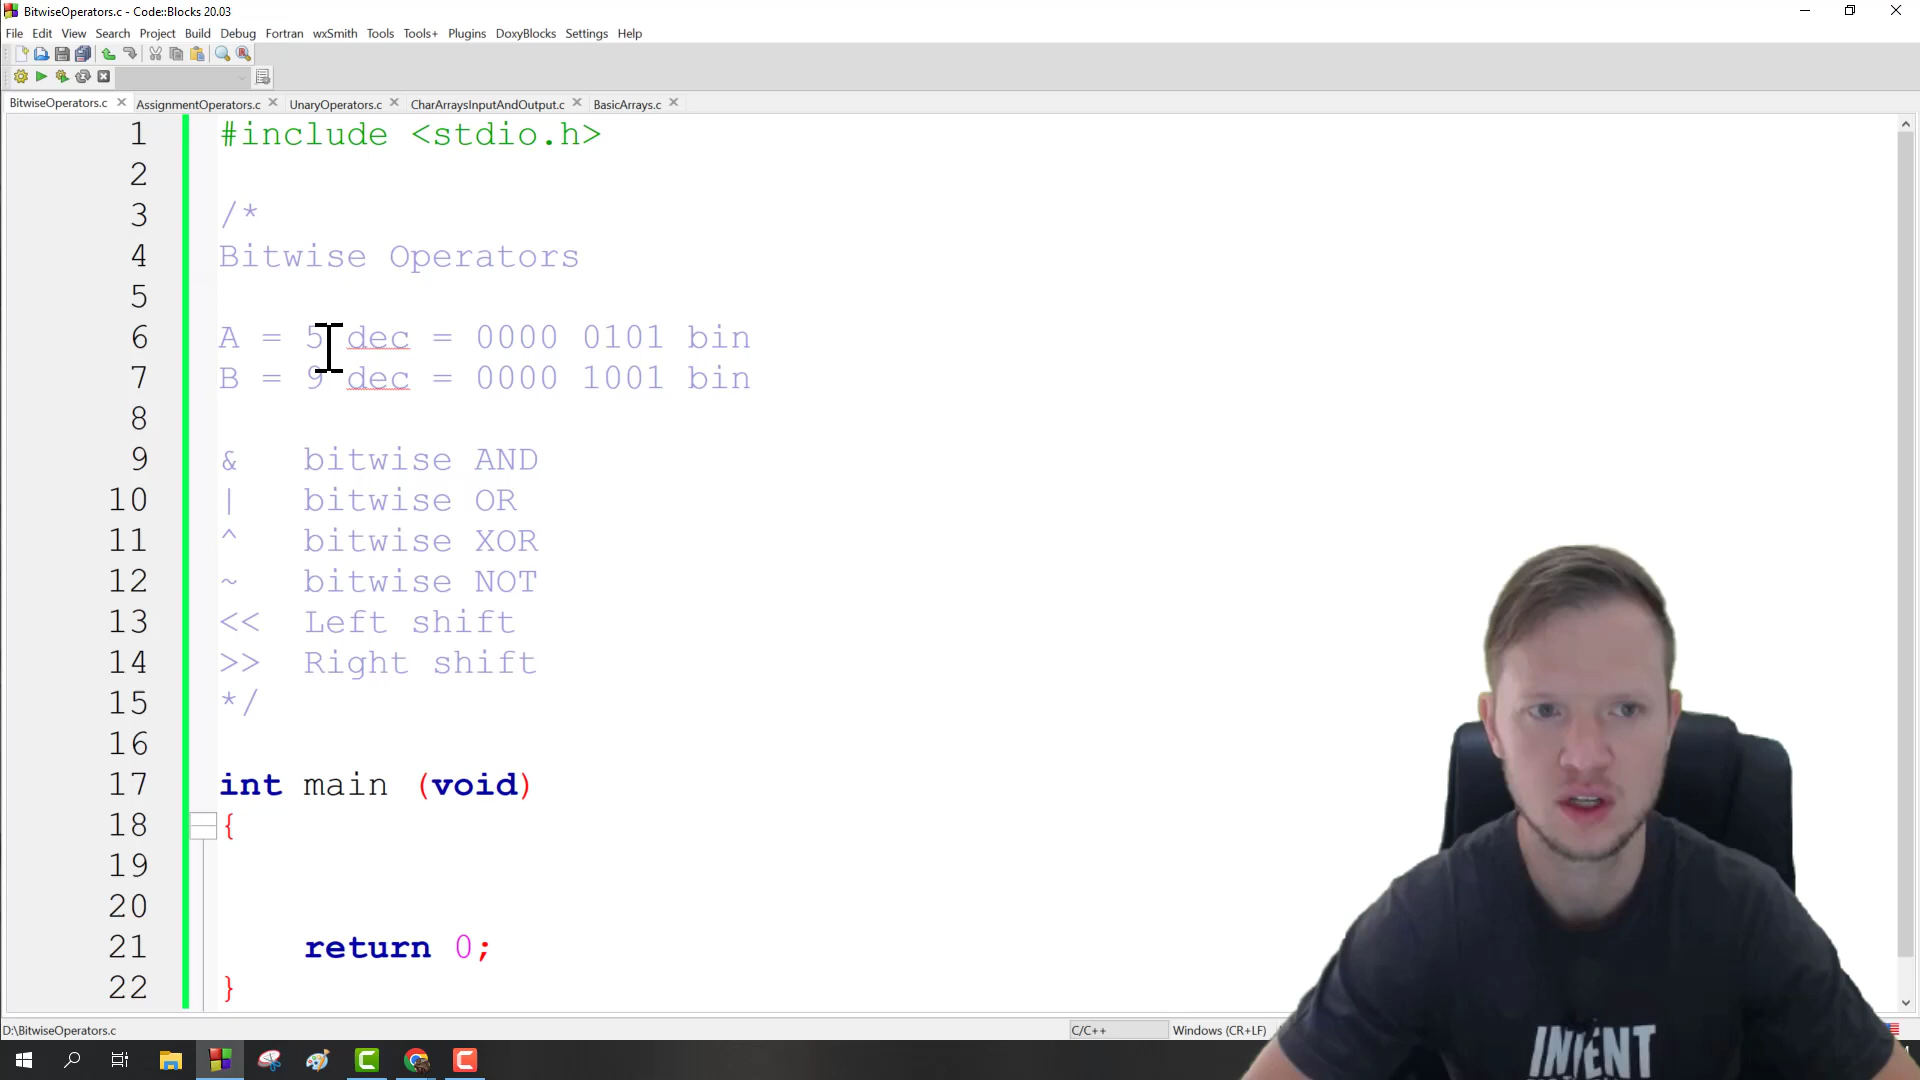 BitwiseOperators.c - Code::Blocks 20.03
File Edit View Search Project Build Debug Fortran wxSmith Tools Tools+ Plugins DoxyBlocks Settings Help
BitwiseOperators.c AssignmentOperators.c UnaryOperators.c CharArraysInputAndOutput.c BasicArrays.c
1 #include <stdio.h>
2
3 /*
4 Bitwise Operators
5
6 A = 5 dec = 0000 0101 bin
7 B = 9 dec = 0000 1001 bin
8
9 & bitwise AND
10 | bitwise OR
11 ^ bitwise XOR
12 ~ bitwise NOT
13 << Left shift
14 >> Right shift
15 */
16
17 int main (void)
18 {
19
20
21 return 0;
22 }
D:\BitwiseOperators.c C/C++ Windows (CR+LF)